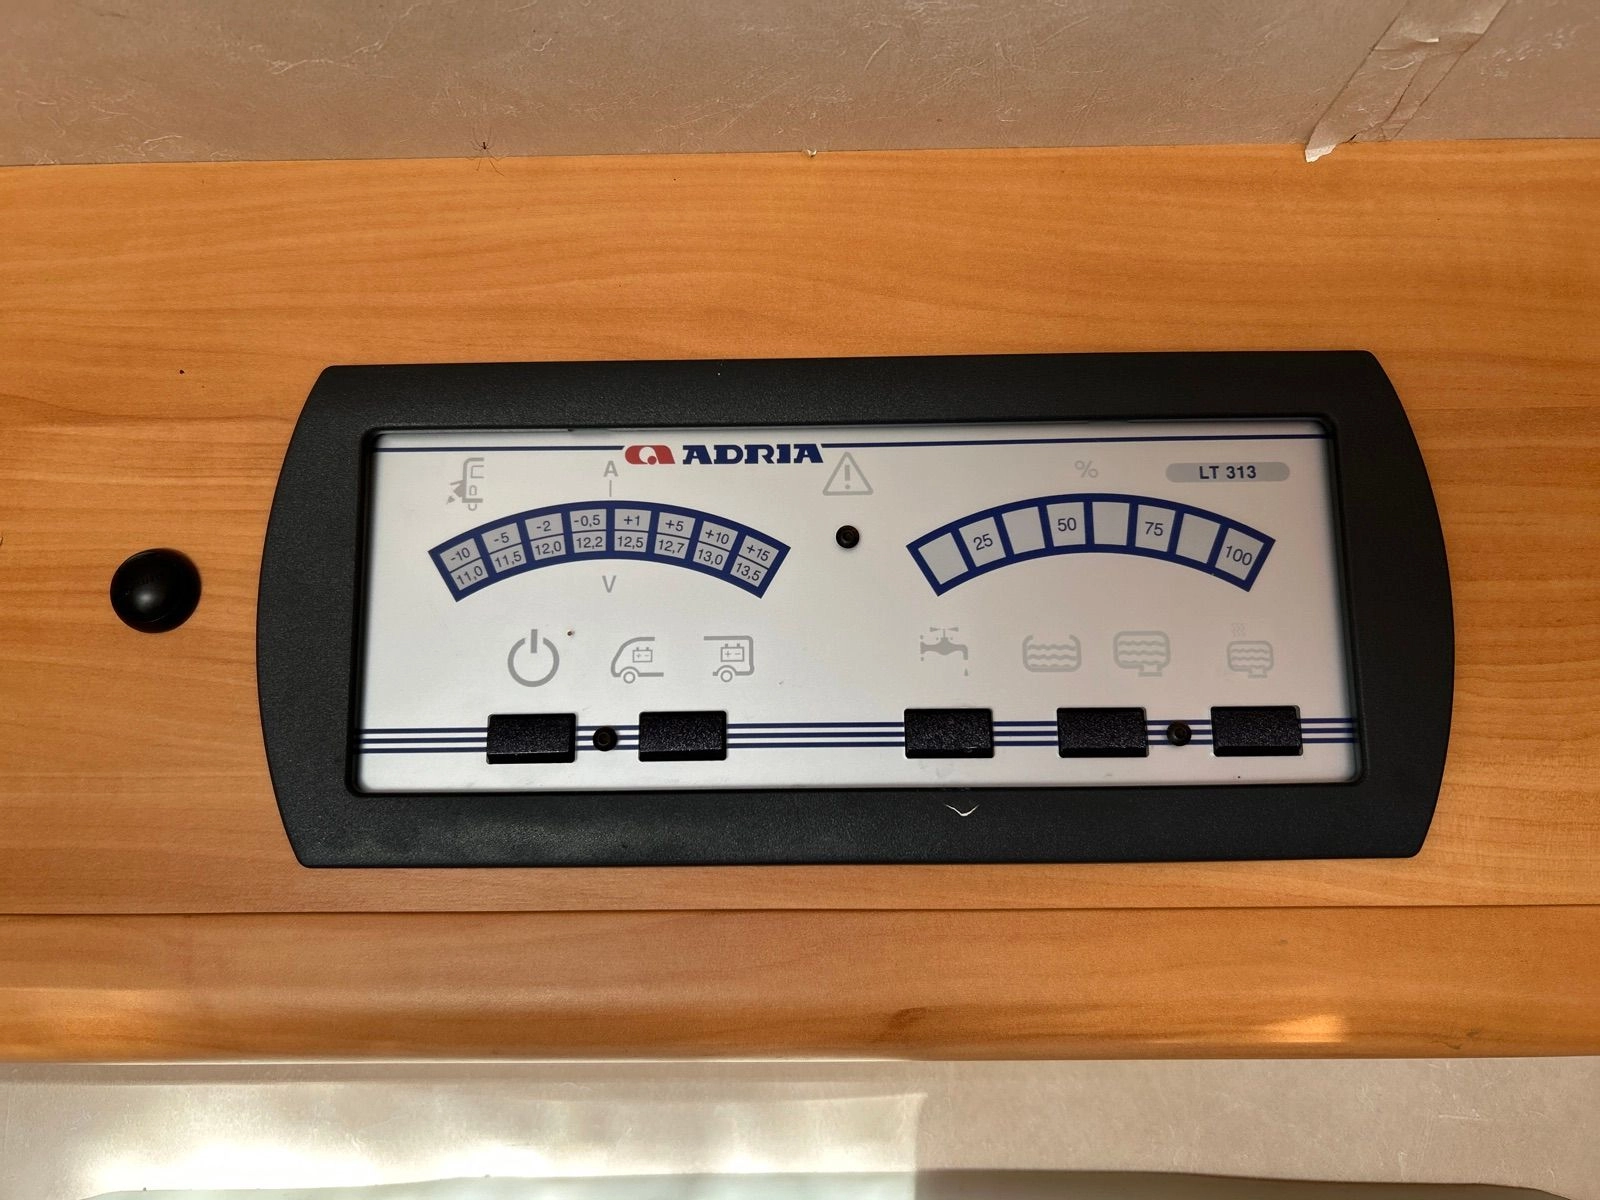 ADRIA
A
%
LT 313
-10 -5 -2 -0,5 +1 +5 +10 +15
11,0 11,5 12,0 12,2 12,5 12,7 13,0 13,5
V
25 50 75 100